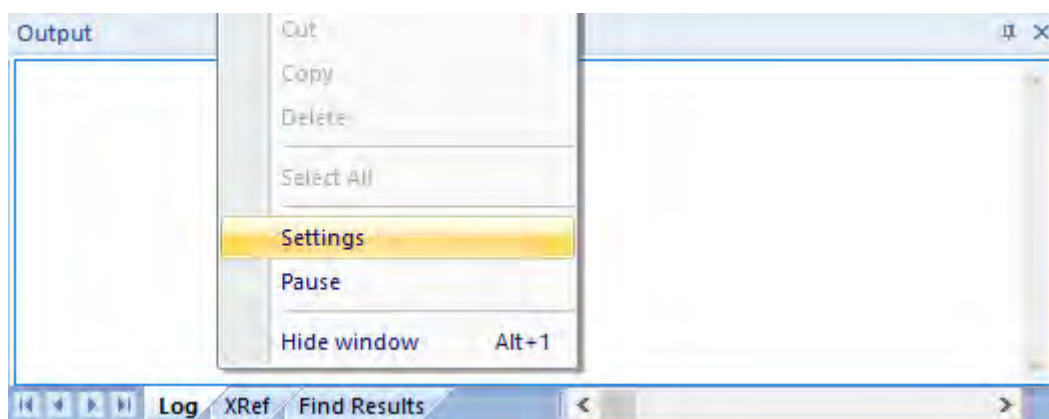 Output
Cut
Copy
Delete
Select All
Settings
Pause
Hide window Alt+1
Log XRef Find Results